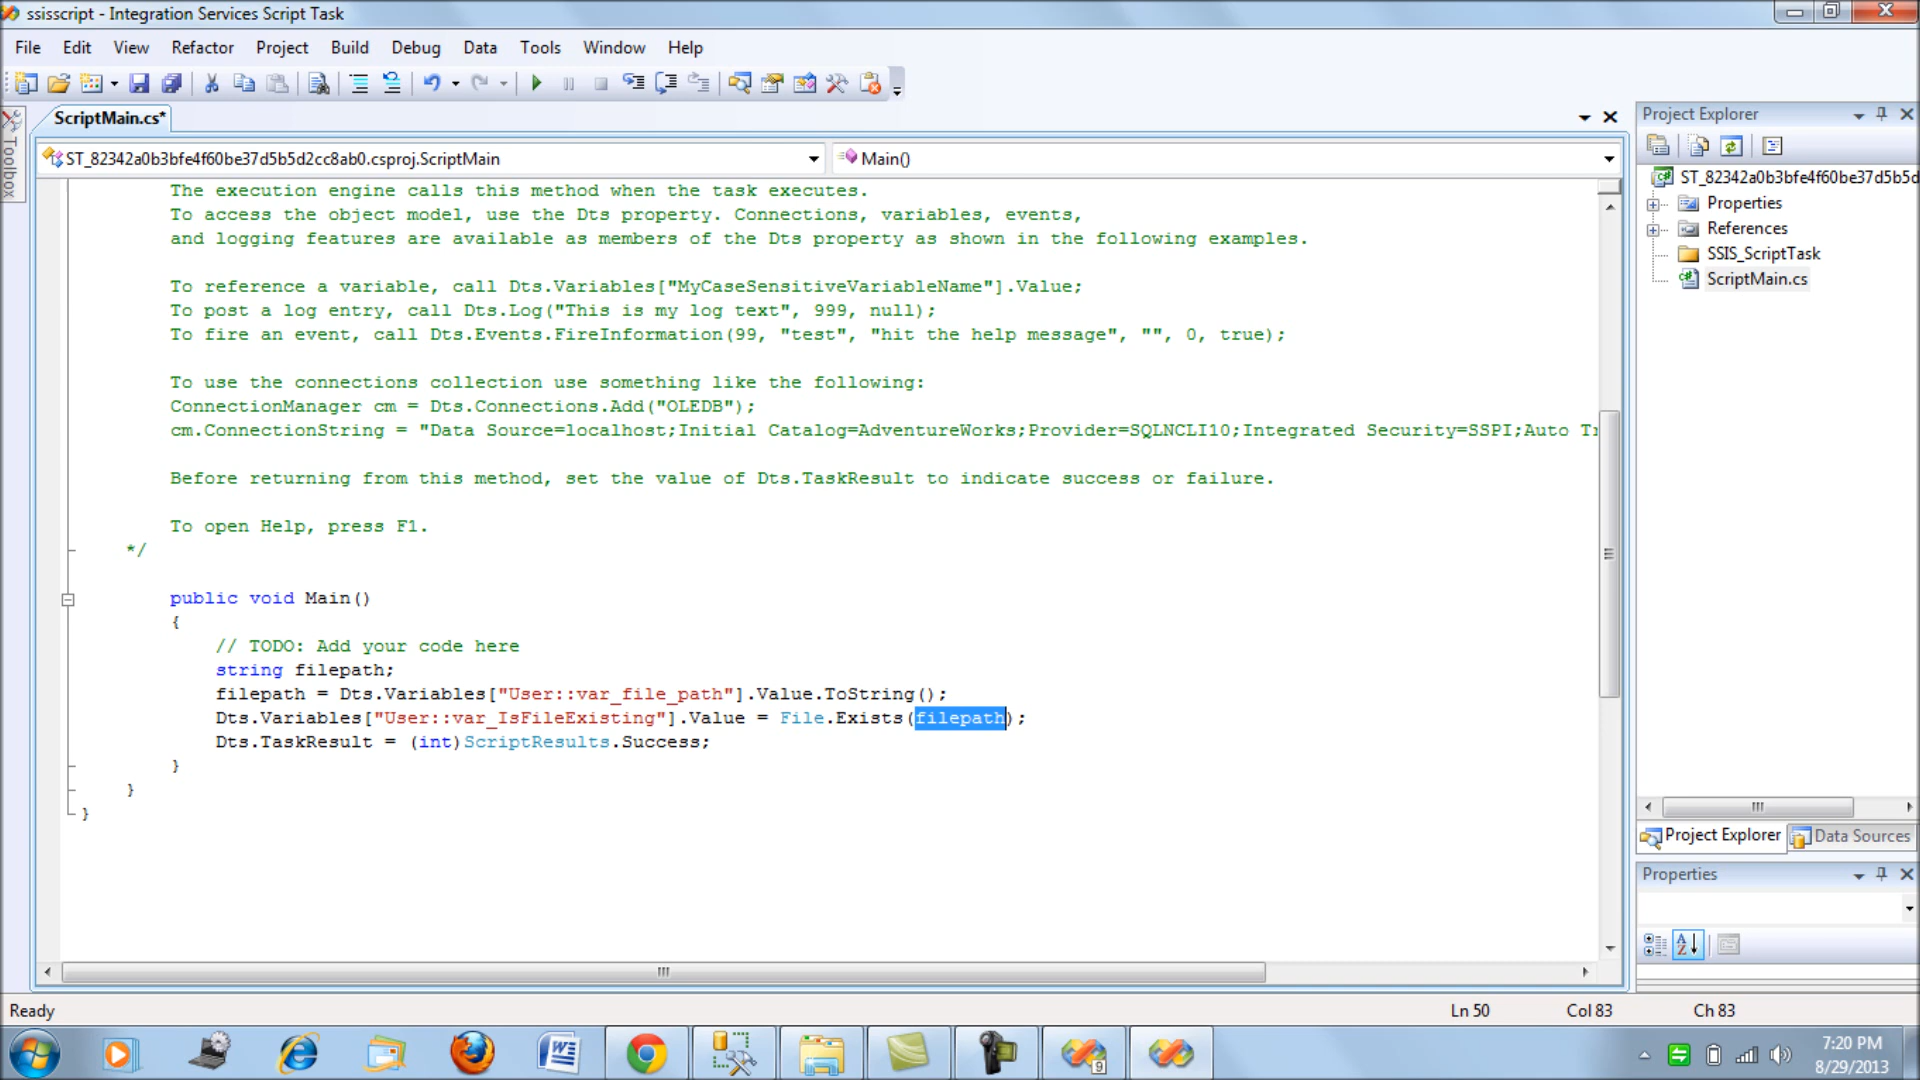 ssisscript - Integration Services Script Task
File Edit View Refactor Project Build Debug Data Tools Window Help
Toolbox
ScriptMain.cs*
ST_82342a0b3bfe4f60be37d5b5d2cc8ab0.csproj.ScriptMain
Main()
The execution engine calls this method when the task executes.
To access the object model, use the Dts property. Connections, variables, events,
and logging features are available as members of the Dts property as shown in the following examples.
To reference a variable, call Dts.Variables["MyCaseSensitiveVariableName"].Value;
To post a log entry, call Dts.Log("This is my log text", 999, null);
To fire an event, call Dts.Events.FireInformation(99, "test", "hit the help message", "", 0, true);
To use the connections collection use something like the following:
ConnectionManager cm = Dts.Connections.Add("OLEDB");
cm.ConnectionString = "Data Source=localhost;Initial Catalog=AdventureWorks;Provider=SQLNCLI10;Integrated Security=SSPI;Auto Tr
Before returning from this method, set the value of Dts.TaskResult to indicate success or failure.
To open Help, press F1.
*/
public void Main()
{
// TODO: Add your code here
string filepath;
filepath = Dts.Variables["User::var_file_path"].Value.ToString();
Dts.Variables["User::var_IsFileExisting"].Value = File.Exists(filepath);
Dts.TaskResult = (int)ScriptResults.Success;
}
}
}
Project Explorer
ST_82342a0b3bfe4f60be37d5b5d
Properties
References
SSIS_ScriptTask
ScriptMain.cs
Project Explorer
Data Sources
Properties
Ready
Ln 50
Col 83
Ch 83
9
7:20 PM
8/29/2013